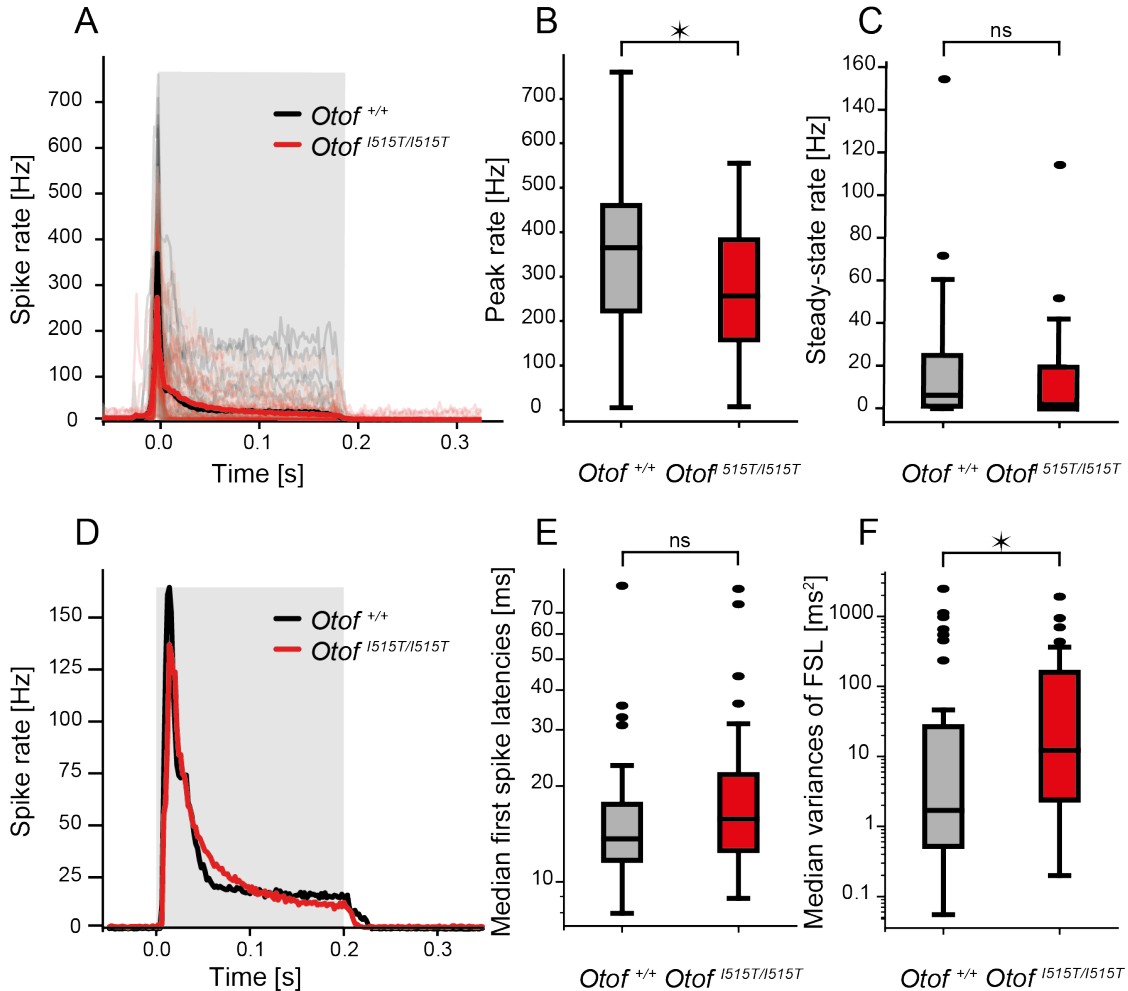 A
Spike rate [Hz]
700
600
500
400
300
200
100
0
Otof +/+
Otof I515T/I515T
0.0 0.1 0.2 0.3
Time [s]
B
✶
Peak rate [Hz]
700
600
500
400
300
200
100
0
Otof +/+ Otof I515T/I515T
C
ns
Steady-state rate [Hz]
160
140
120
100
80
60
40
20
0
Otof +/+ Otof I515T/I515T
D
Spike rate [Hz]
150
125
100
75
50
25
0
Otof +/+
Otof I515T/I515T
0.0 0.1 0.2 0.3
Time [s]
E
ns
Median first spike latencies [ms]
70
60
50
40
30
20
10
Otof +/+ Otof I515T/I515T
F
✶
Median variances of FSL [ms²]
1000
100
10
1
0.1
Otof +/+ Otof I515T/I515T